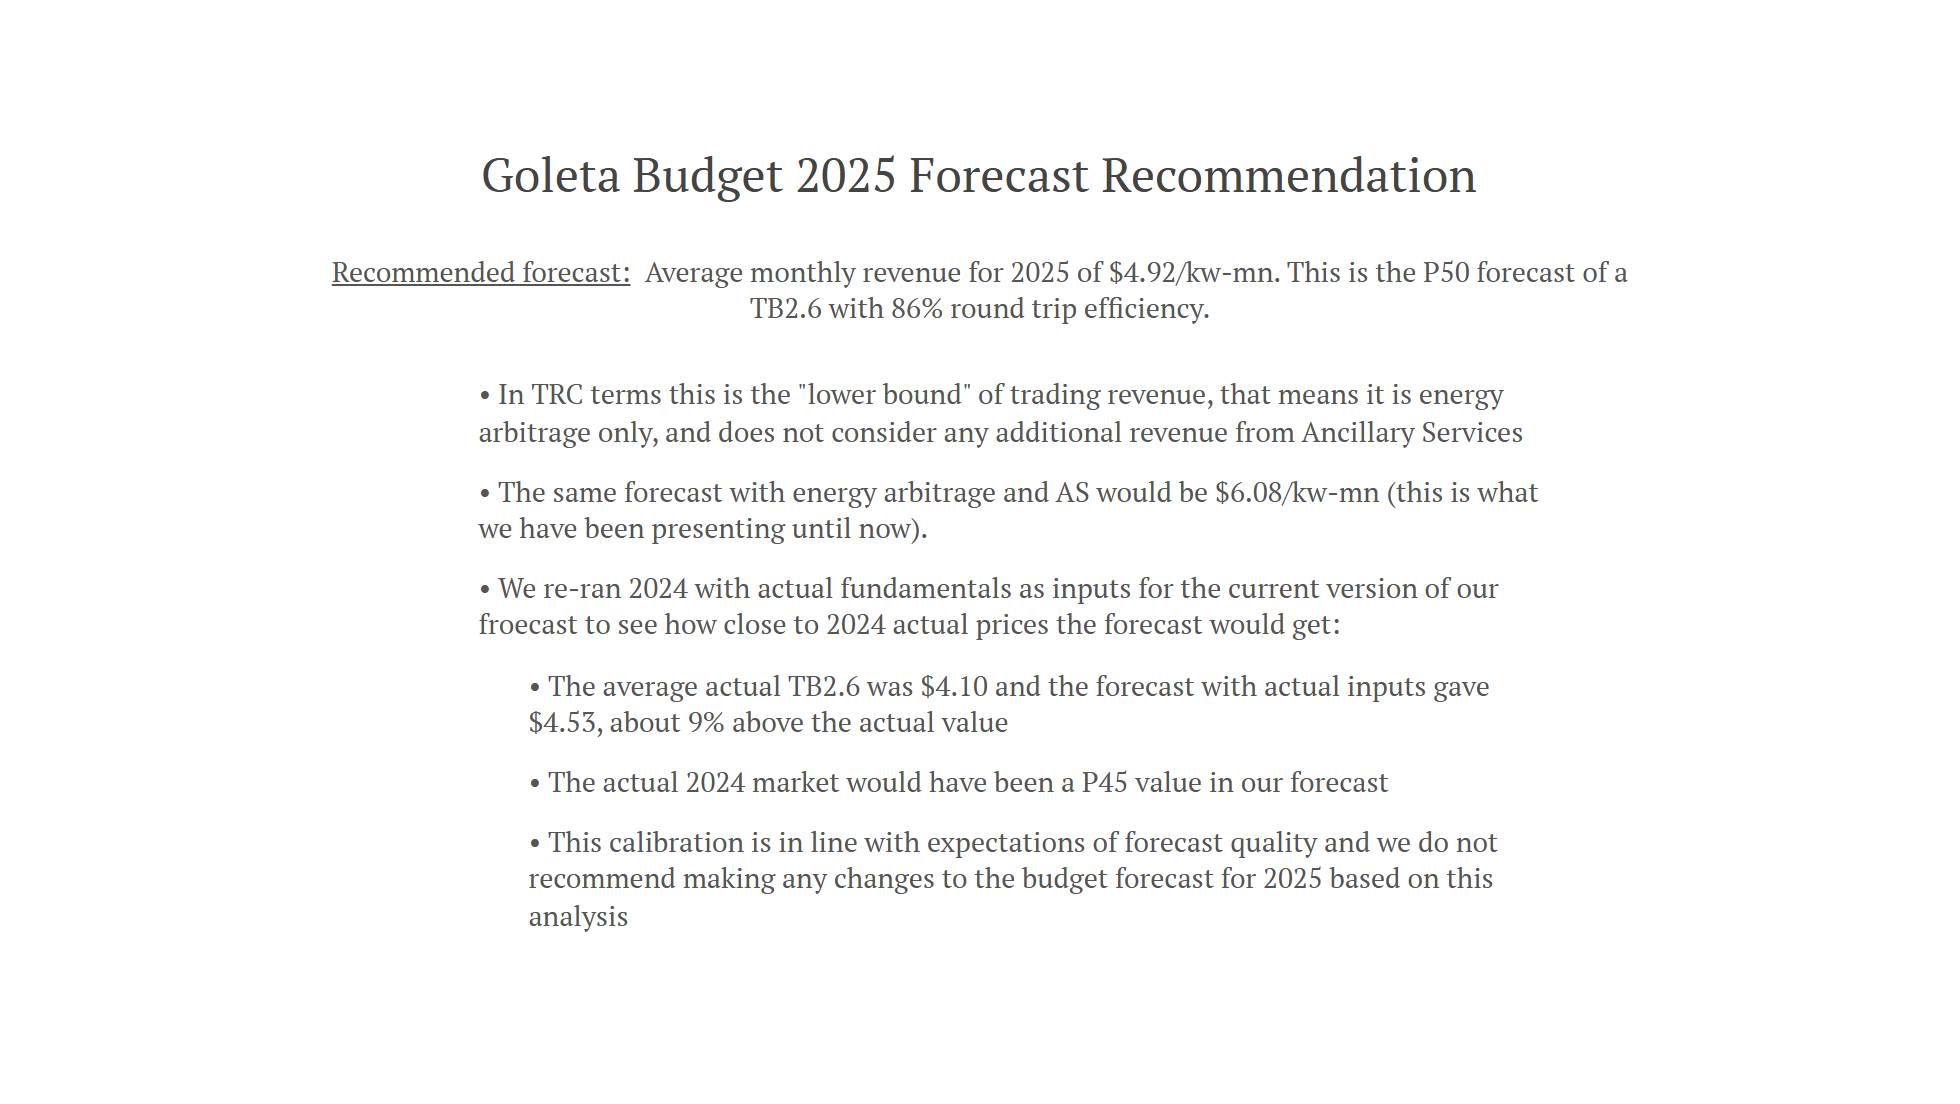 Goleta Budget 2025 Forecast Recommendation
Recommended forecast: Average monthly revenue for 2025 of $4.92/kw-mn. This is the P50 forecast of a
TB2.6 with 86% round trip efficiency.
• In TRC terms this is the "lower bound" of trading revenue, that means it is energy
arbitrage only, and does not consider any additional revenue from Ancillary Services
• The same forecast with energy arbitrage and AS would be $6.08/kw-mn (this is what
we have been presenting until now).
• We re-ran 2024 with actual fundamentals as inputs for the current version of our
froecast to see how close to 2024 actual prices the forecast would get:
• The average actual TB2.6 was $4.10 and the forecast with actual inputs gave
$4.53, about 9% above the actual value
• The actual 2024 market would have been a P45 value in our forecast
• This calibration is in line with expectations of forecast quality and we do not
recommend making any changes to the budget forecast for 2025 based on this
analysis